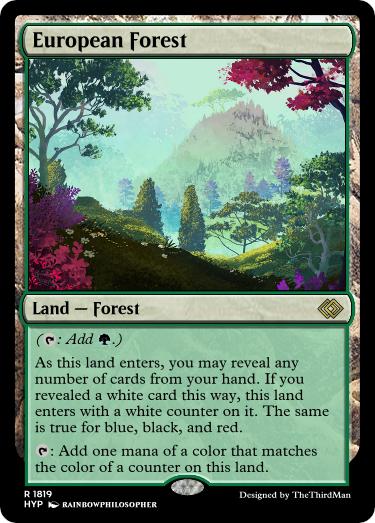 European Forest
Land — Forest
(: Add .)
As this land enters, you may reveal any
number of cards from your hand. If you
revealed a white card this way, this land
enters with a white counter on it. The same
is true for blue, black, and red.
: Add one mana of a color that matches
the color of a counter on this land.
R 1819
HYP RAINBOWPHILOSOPHER
Designed by TheThirdMan